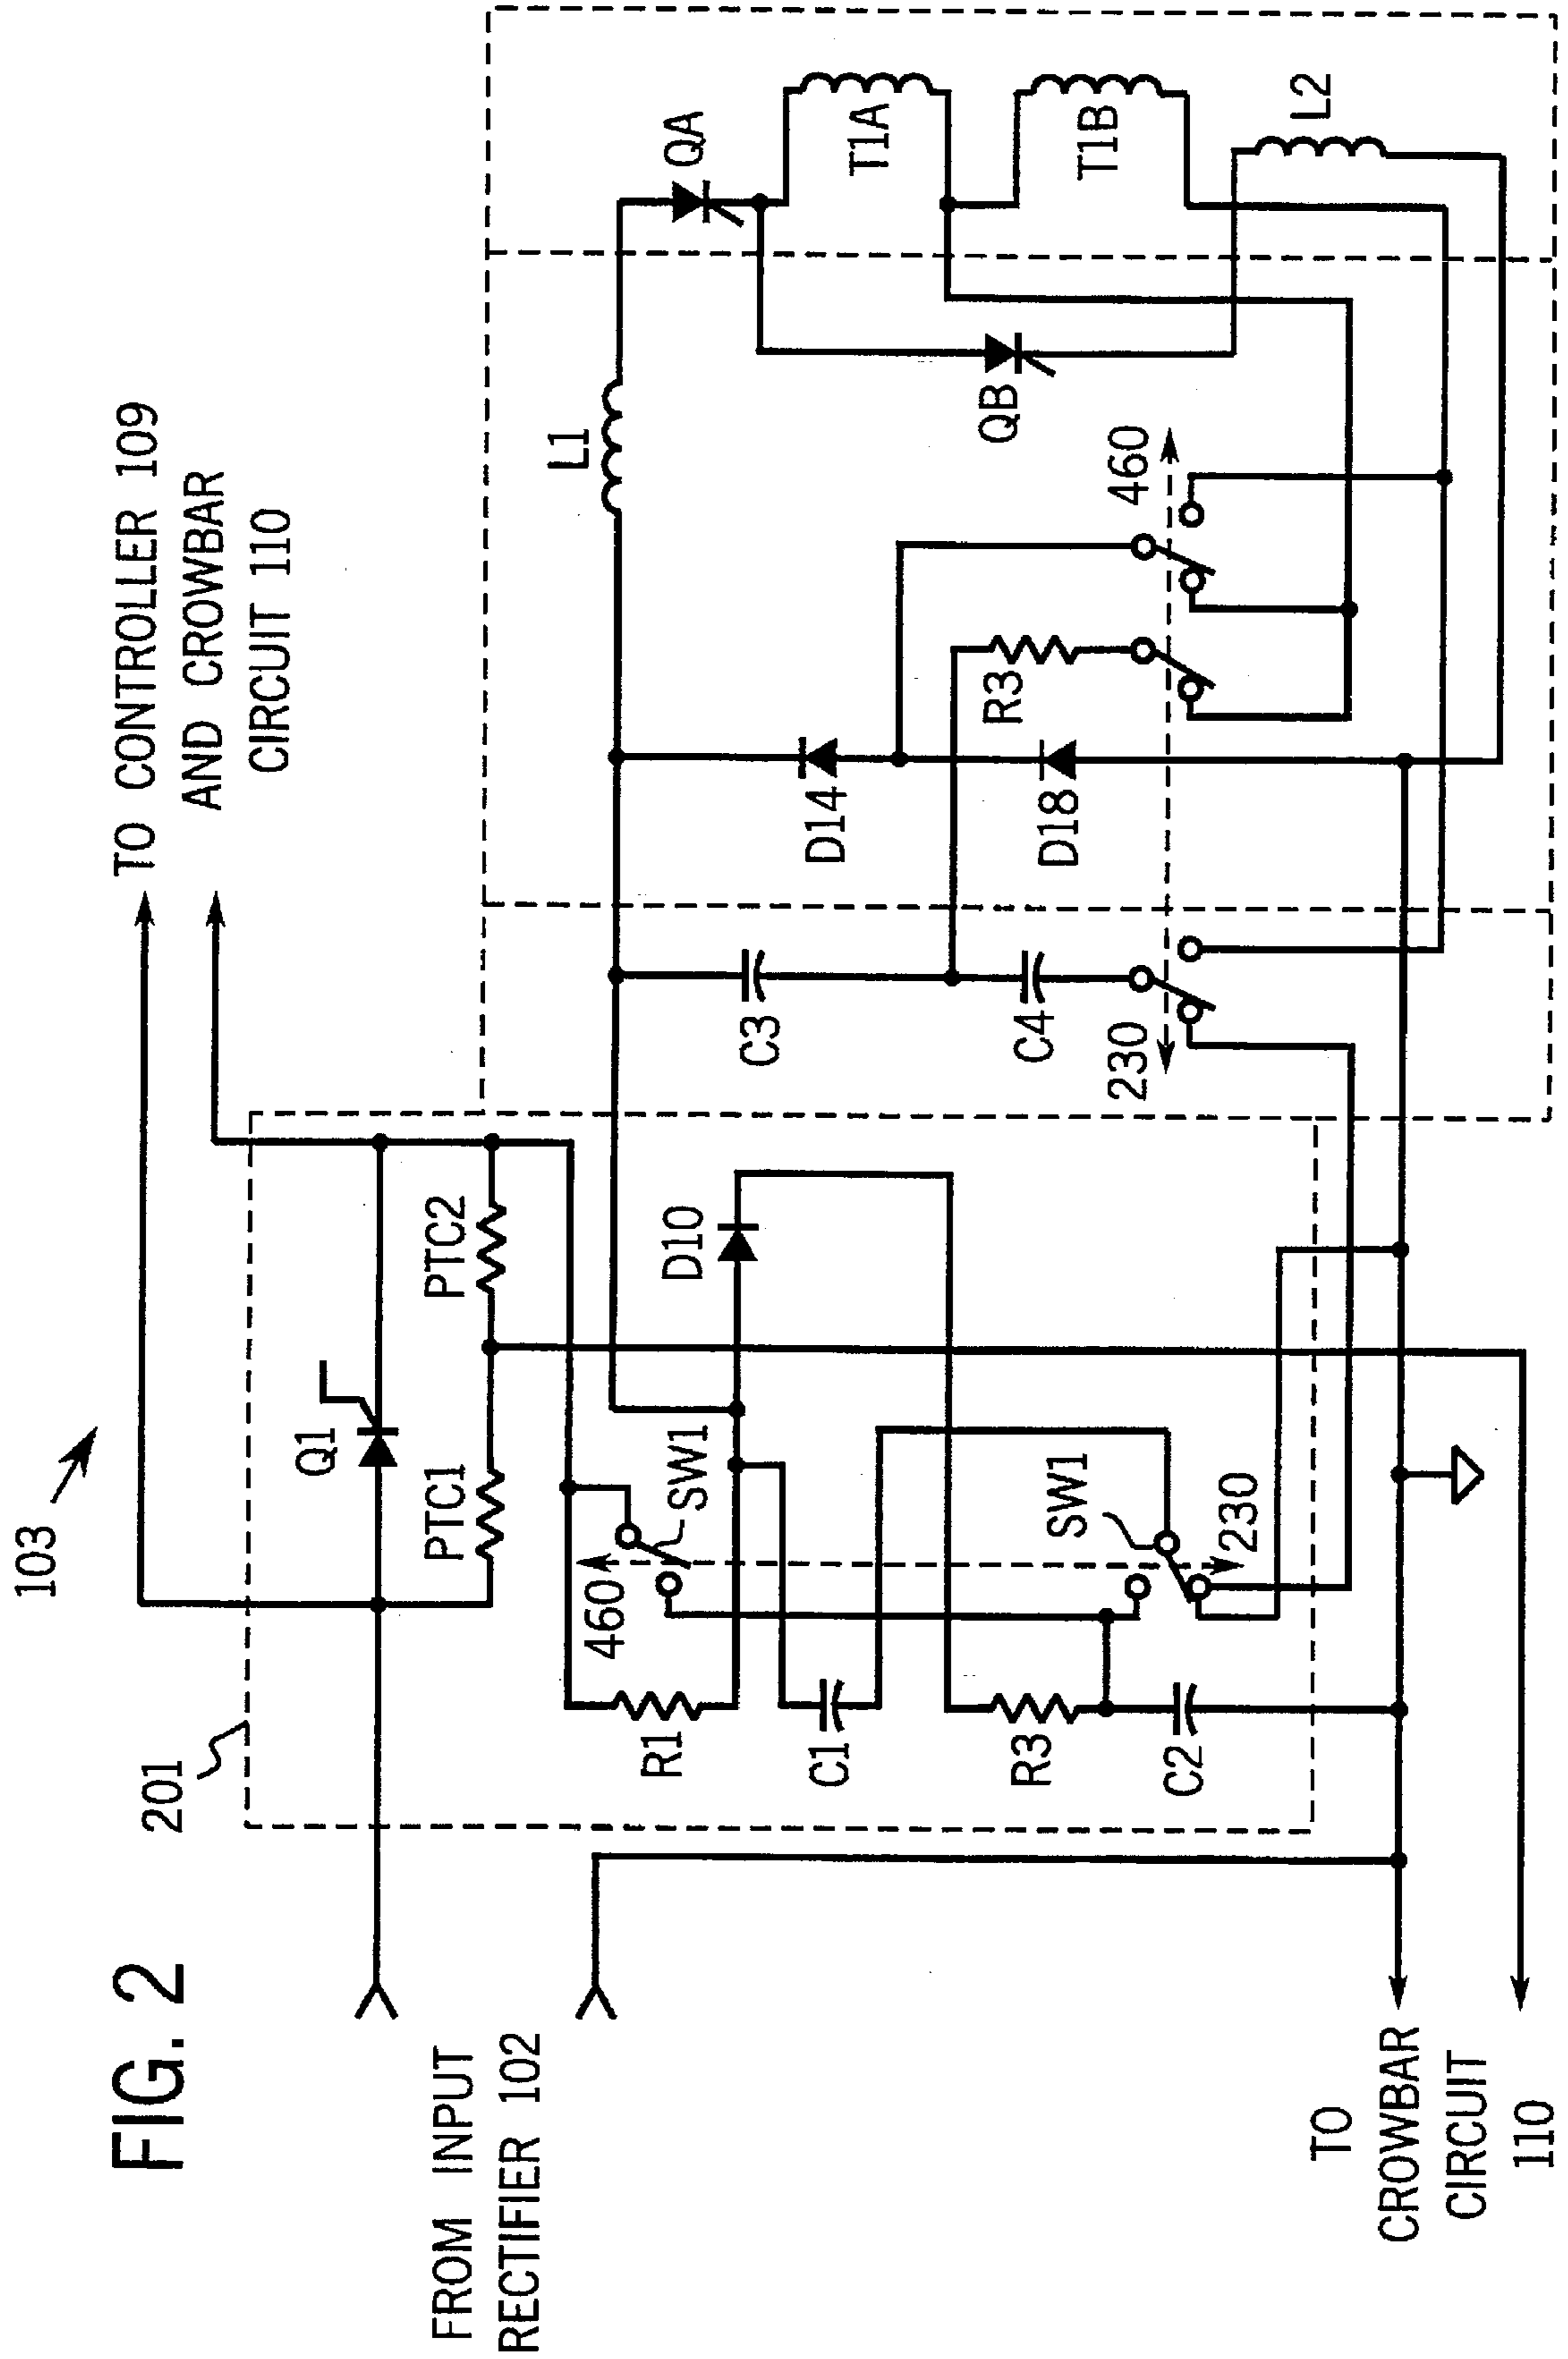 FIG. 2
103
201
TO CONTROLLER 109
AND CROWBAR
CIRCUIT 110
FROM INPUT
RECTIFIER 102
Q1
PTC1
PTC2
460
SW1
R1
D10
C1
SW1
230
R3
C2
C3
C4
230
L1
D14
D18
R3
460
QA
QB
T1A
T1B
L2
TO
CROWBAR
CIRCUIT
110